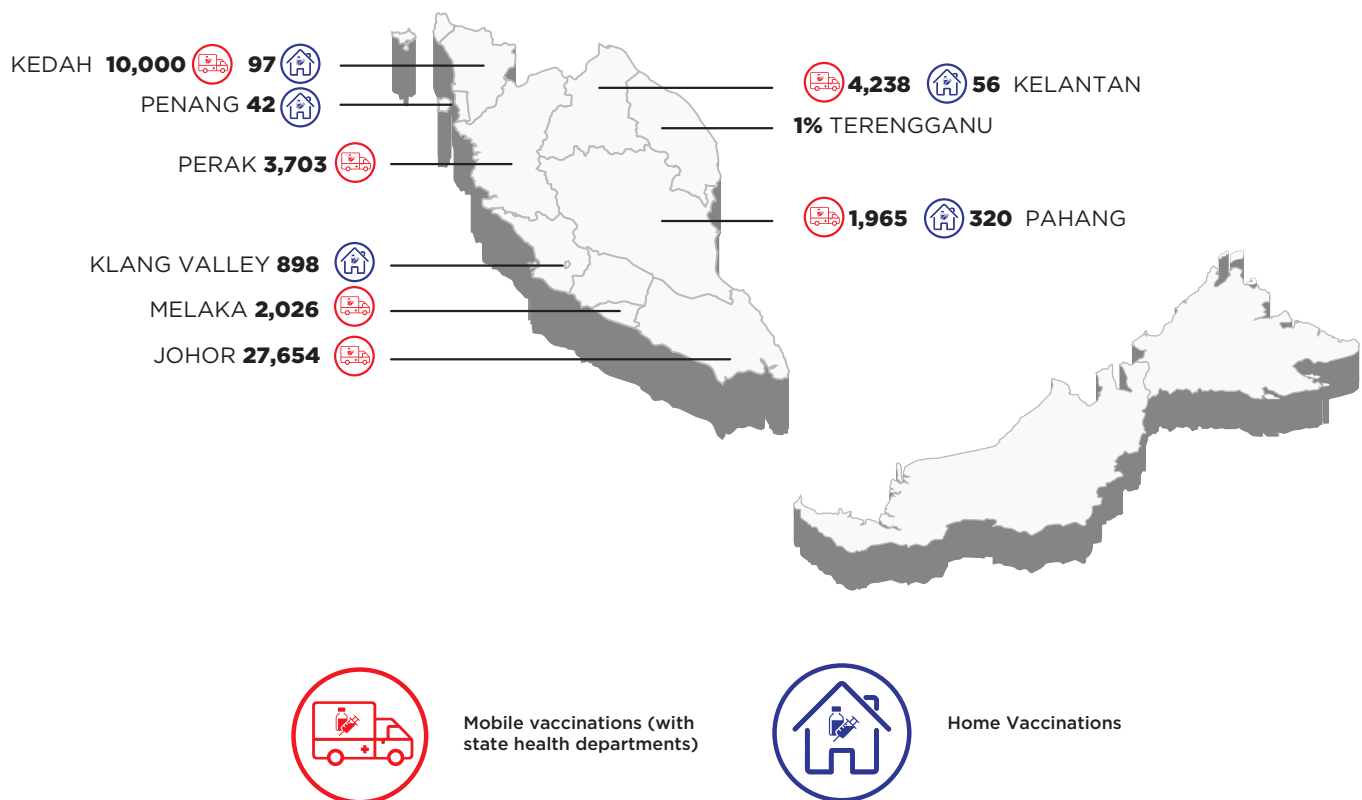 KEDAH 10,000 97
PENANG 42
PERAK 3,703
KLANG VALLEY 898
MELAKA 2,026
JOHOR 27,654
4,238 56 KELANTAN
1% TERENGGANU
1,965 320 PAHANG
Mobile vaccinations (with
state health departments)
Home Vaccinations